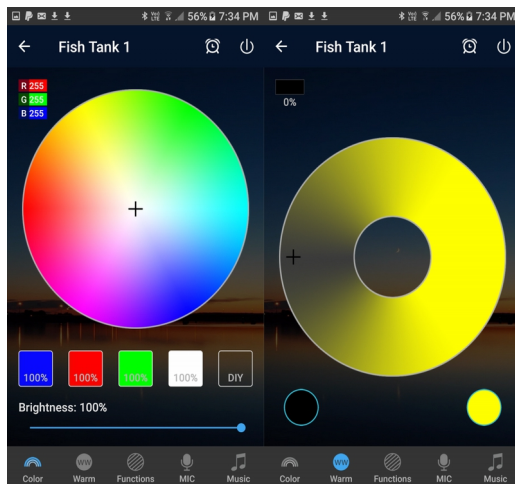 56% 7:34 PM
Fish Tank 1
R 255
G 255
B 255
100% 100% 100% 100% DIY
Brightness: 100%
Color WW Warm Functions MIC Music
56% 7:34 PM
Fish Tank 1
0%
Color WW Warm Functions MIC Music